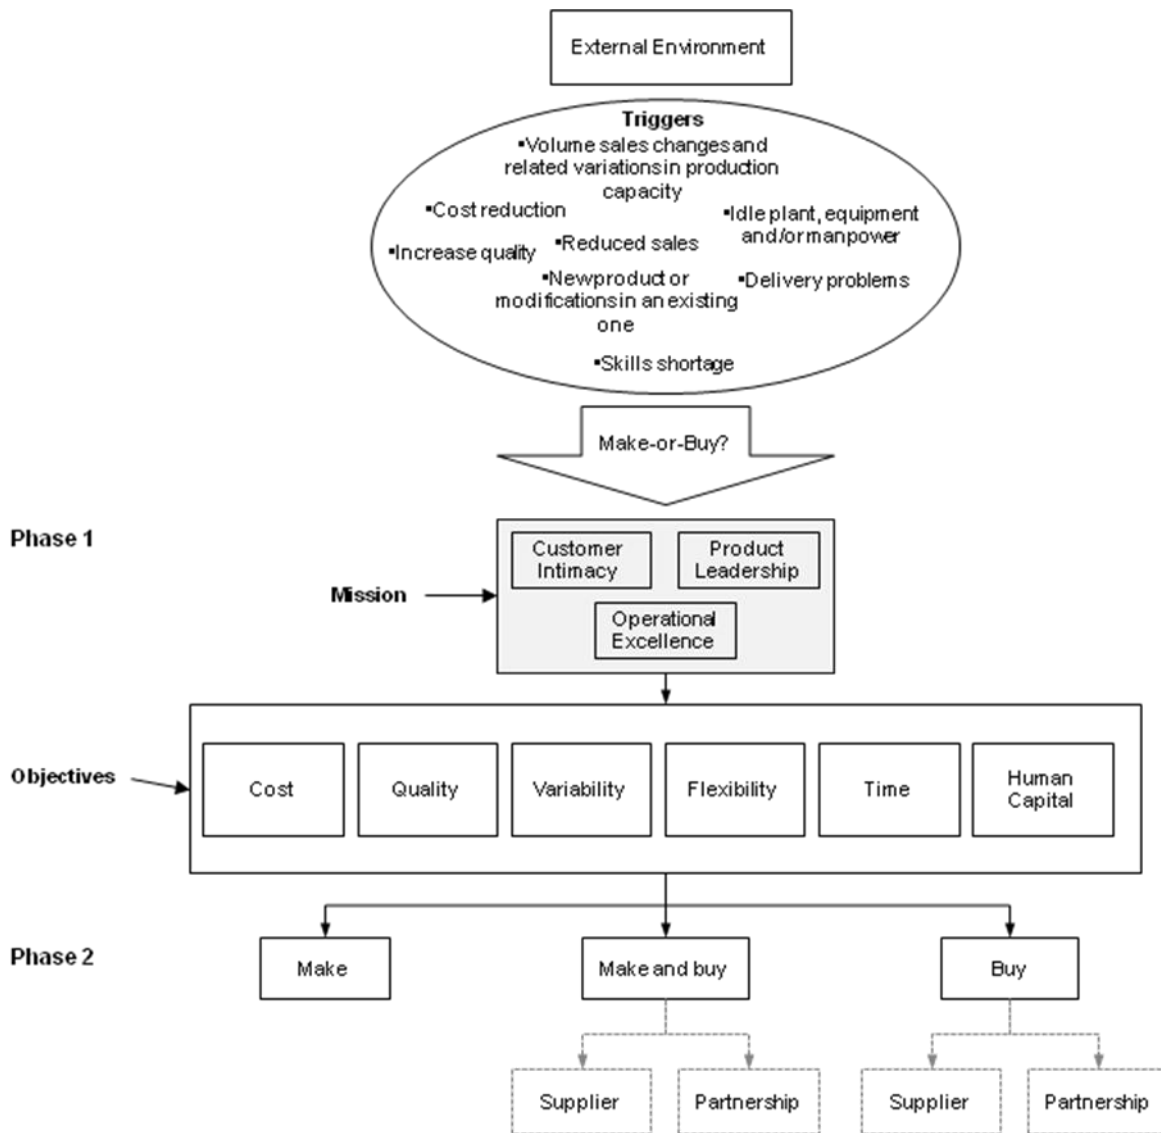 External Environment
Triggers
▪Volume sales changes and
related variations in production
capacity
▪Cost reduction
▪Idle plant, equipment
and/or manpower
▪Increase quality
▪Reduced sales
▪New product or
modifications in an existing
one
▪Delivery problems
▪Skills shortage
Make-or-Buy?
Phase 1
Customer
Intimacy
Product
Leadership
Mission
Operational
Excellence
Objectives
Cost
Quality
Variability
Flexibility
Time
Human
Capital
Phase 2
Make
Make and buy
Buy
Supplier
Partnership
Supplier
Partnership